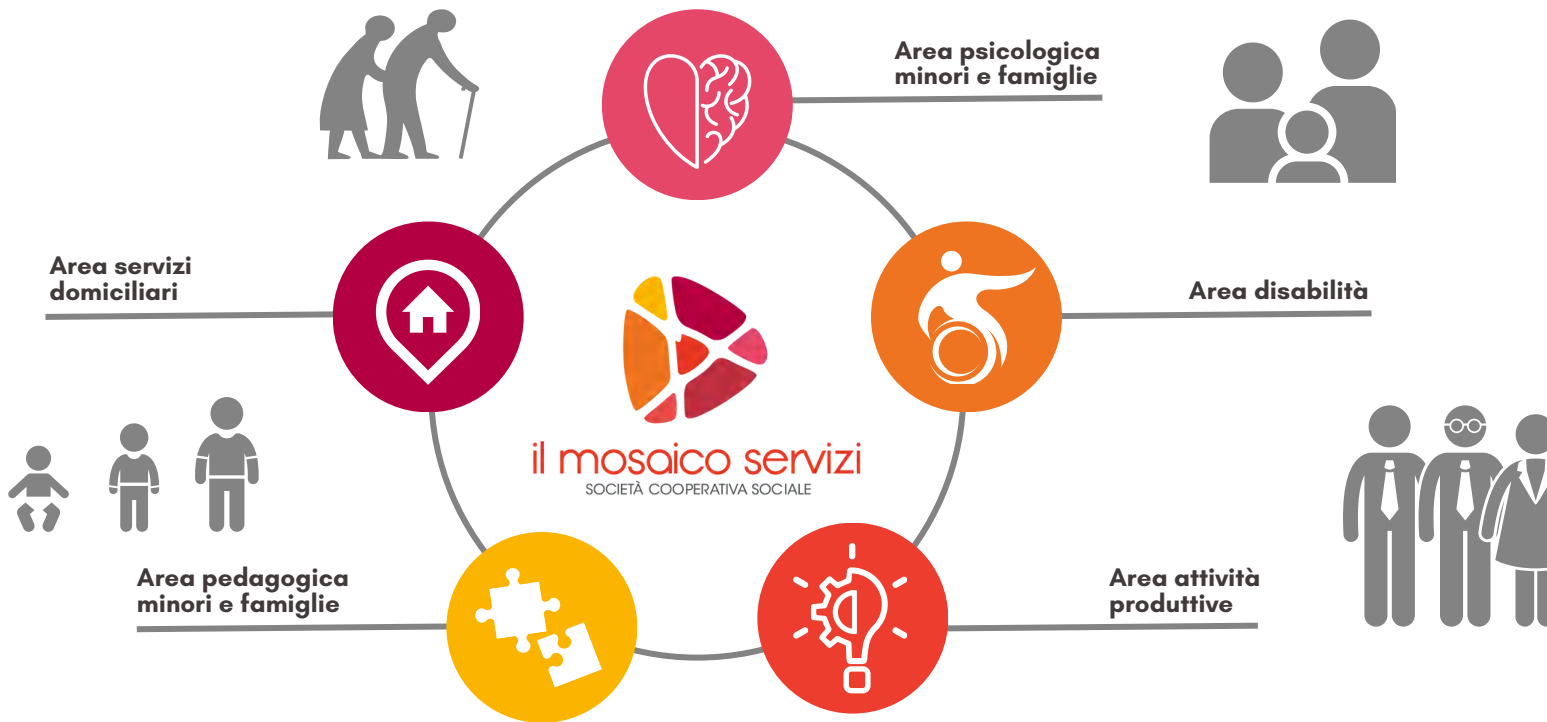 Area psicologica
minori e famiglie
Area servizi
domiciliari
Area disabilità
il mosaico servizi
SOCIETÀ COOPERATIVA SOCIALE
Area pedagogica
minori e famiglie
Area attività
produttive